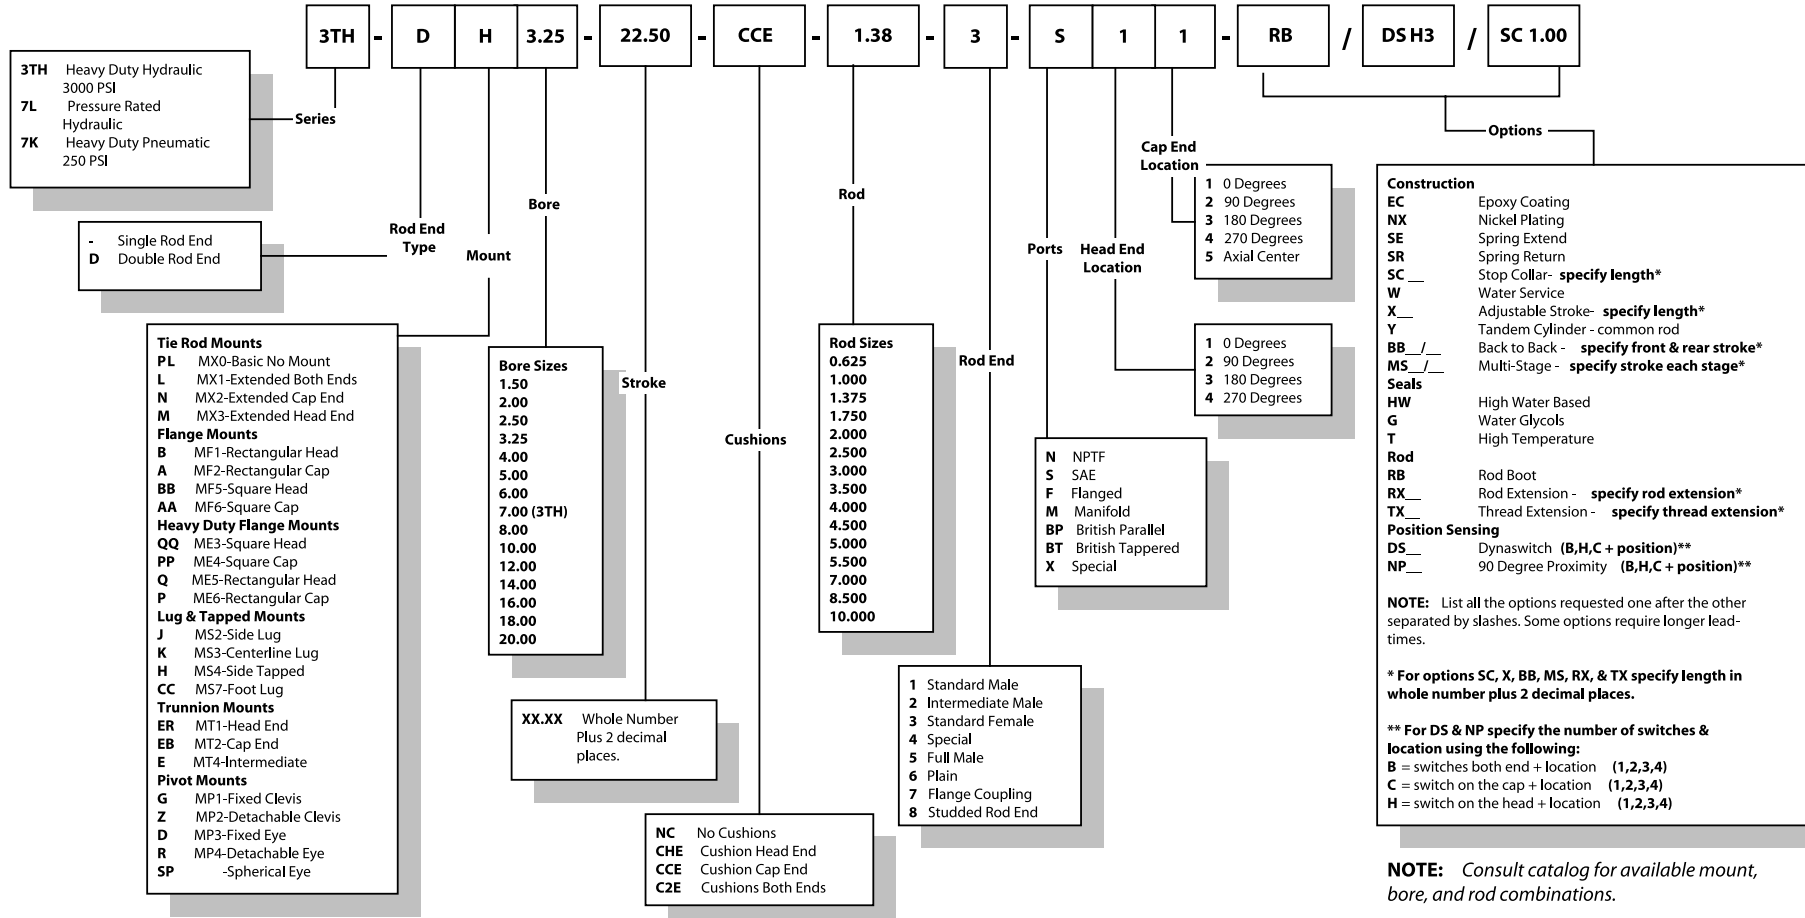 3TH - D H 3.25 - 22.50 - CCE - 1.38 - 3 - S 1 1 - RB / DS H3 / SC 1.00
3TH Heavy Duty Hydraulic
3000 PSI
7L Pressure Rated
Hydraulic
7K Heavy Duty Pneumatic
250 PSI
Series
- Single Rod End
D Double Rod End
Rod End
Type
Mount
Tie Rod Mounts
PL MX0-Basic No Mount
L MX1-Extended Both Ends
N MX2-Extended Cap End
M MX3-Extended Head End
Flange Mounts
B MF1-Rectangular Head
A MF2-Rectangular Cap
BB MF5-Square Head
AA MF6-Square Cap
Heavy Duty Flange Mounts
QQ ME3-Square Head
PP ME4-Square Cap
Q ME5-Rectangular Head
P ME6-Rectangular Cap
Lug & Tapped Mounts
J MS2-Side Lug
K MS3-Centerline Lug
H MS4-Side Tapped
CC MS7-Foot Lug
Trunnion Mounts
ER MT1-Head End
EB MT2-Cap End
E MT4-Intermediate
Pivot Mounts
G MP1-Fixed Clevis
Z MP2-Detachable Clevis
D MP3-Fixed Eye
R MP4-Detachable Eye
SP -Spherical Eye
Bore
Bore Sizes
1.50
2.00
2.50
3.25
4.00
5.00
6.00
7.00 (3TH)
8.00
10.00
12.00
14.00
16.00
18.00
20.00
Stroke
XX.XX Whole Number
Plus 2 decimal
places.
Cushions
NC No Cushions
CHE Cushion Head End
CCE Cushion Cap End
C2E Cushions Both Ends
Rod
Rod Sizes
0.625
1.000
1.375
1.750
2.000
2.500
3.000
3.500
4.000
4.500
5.000
5.500
7.000
8.500
10.000
Rod End
1 Standard Male
2 Intermediate Male
3 Standard Female
4 Special
5 Full Male
6 Plain
7 Flange Coupling
8 Studded Rod End
Ports
N NPTF
S SAE
F Flanged
M Manifold
BP British Parallel
BT British Tappered
X Special
Head End
Location
1 0 Degrees
2 90 Degrees
3 180 Degrees
4 270 Degrees
Cap End
Location
1 0 Degrees
2 90 Degrees
3 180 Degrees
4 270 Degrees
5 Axial Center
Options
Construction
EC Epoxy Coating
NX Nickel Plating
SE Spring Extend
SR Spring Return
SC __ Stop Collar- specify length*
W Water Service
X__ Adjustable Stroke- specify length*
Y Tandem Cylinder - common rod
BB__/__ Back to Back - specify front & rear stroke*
MS__/__ Multi-Stage - specify stroke each stage*
Seals
HW High Water Based
G Water Glycols
T High Temperature
Rod
RB Rod Boot
RX__ Rod Extension - specify rod extension*
TX__ Thread Extension - specify thread extension*
Position Sensing
DS__ Dynaswitch (B,H,C + position)**
NP__ 90 Degree Proximity (B,H,C + position)**
NOTE: List all the options requested one after the other
separated by slashes. Some options require longer lead-
times.
* For options SC, X, BB, MS, RX, & TX specify length in
whole number plus 2 decimal places.
** For DS & NP specify the number of switches &
location using the following:
B = switches both end + location (1,2,3,4)
C = switch on the cap + location (1,2,3,4)
H = switch on the head + location (1,2,3,4)
NOTE: Consult catalog for available mount,
bore, and rod combinations.